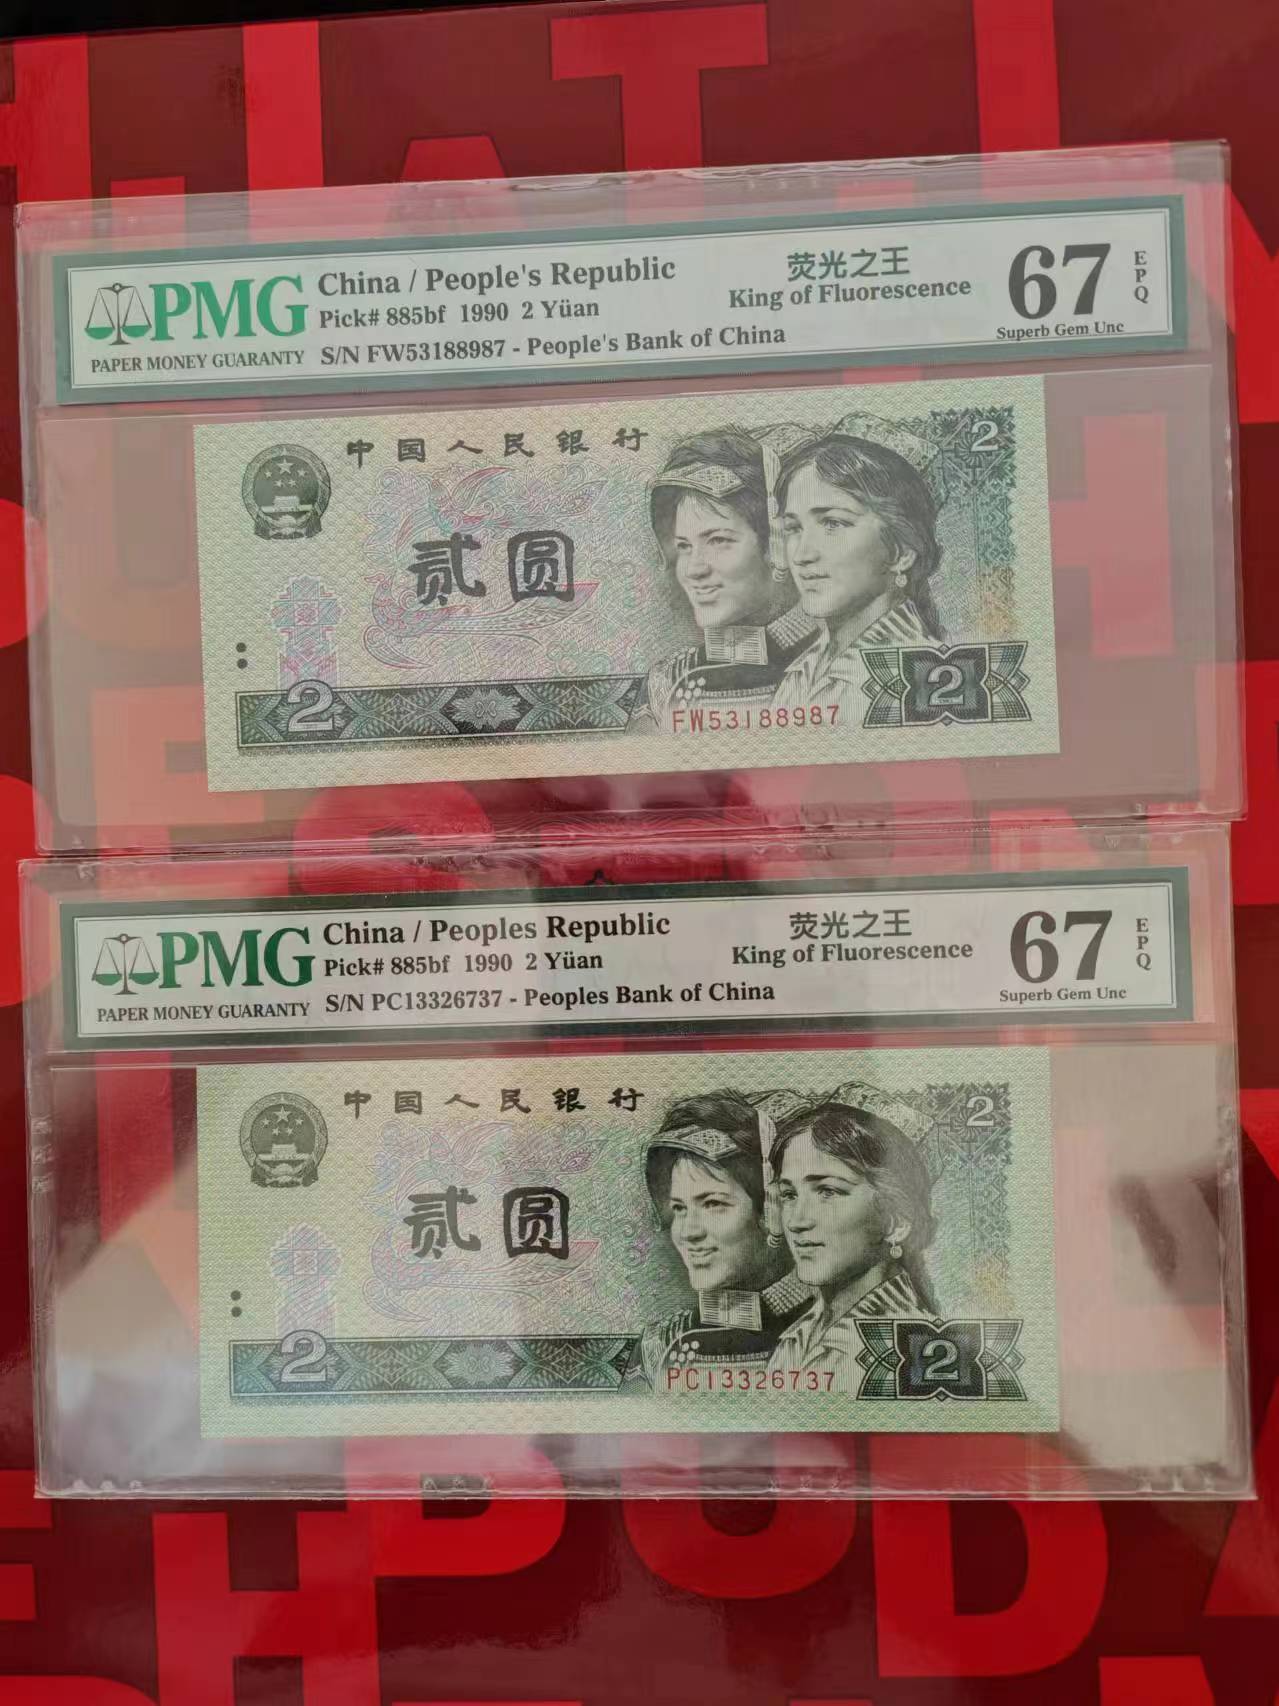 PMG
PAPER MONEY GUARANTY
China / People's Republic
Pick# 885bf 1990 2 Yüan
S/N FW53188987 - People's Bank of China
荧光之王
King of Fluorescence
67
EPQ
Superb Gem Unc
中国人民银行
2
贰圆
2
FW53188987
2
PMG
PAPER MONEY GUARANTY
China / Peoples Republic
Pick# 885bf 1990 2 Yüan
S/N PC13326737 - Peoples Bank of China
荧光之王
King of Fluorescence
67
EPQ
Superb Gem Unc
中国人民银行
2
贰圆
2
PC13326737
2